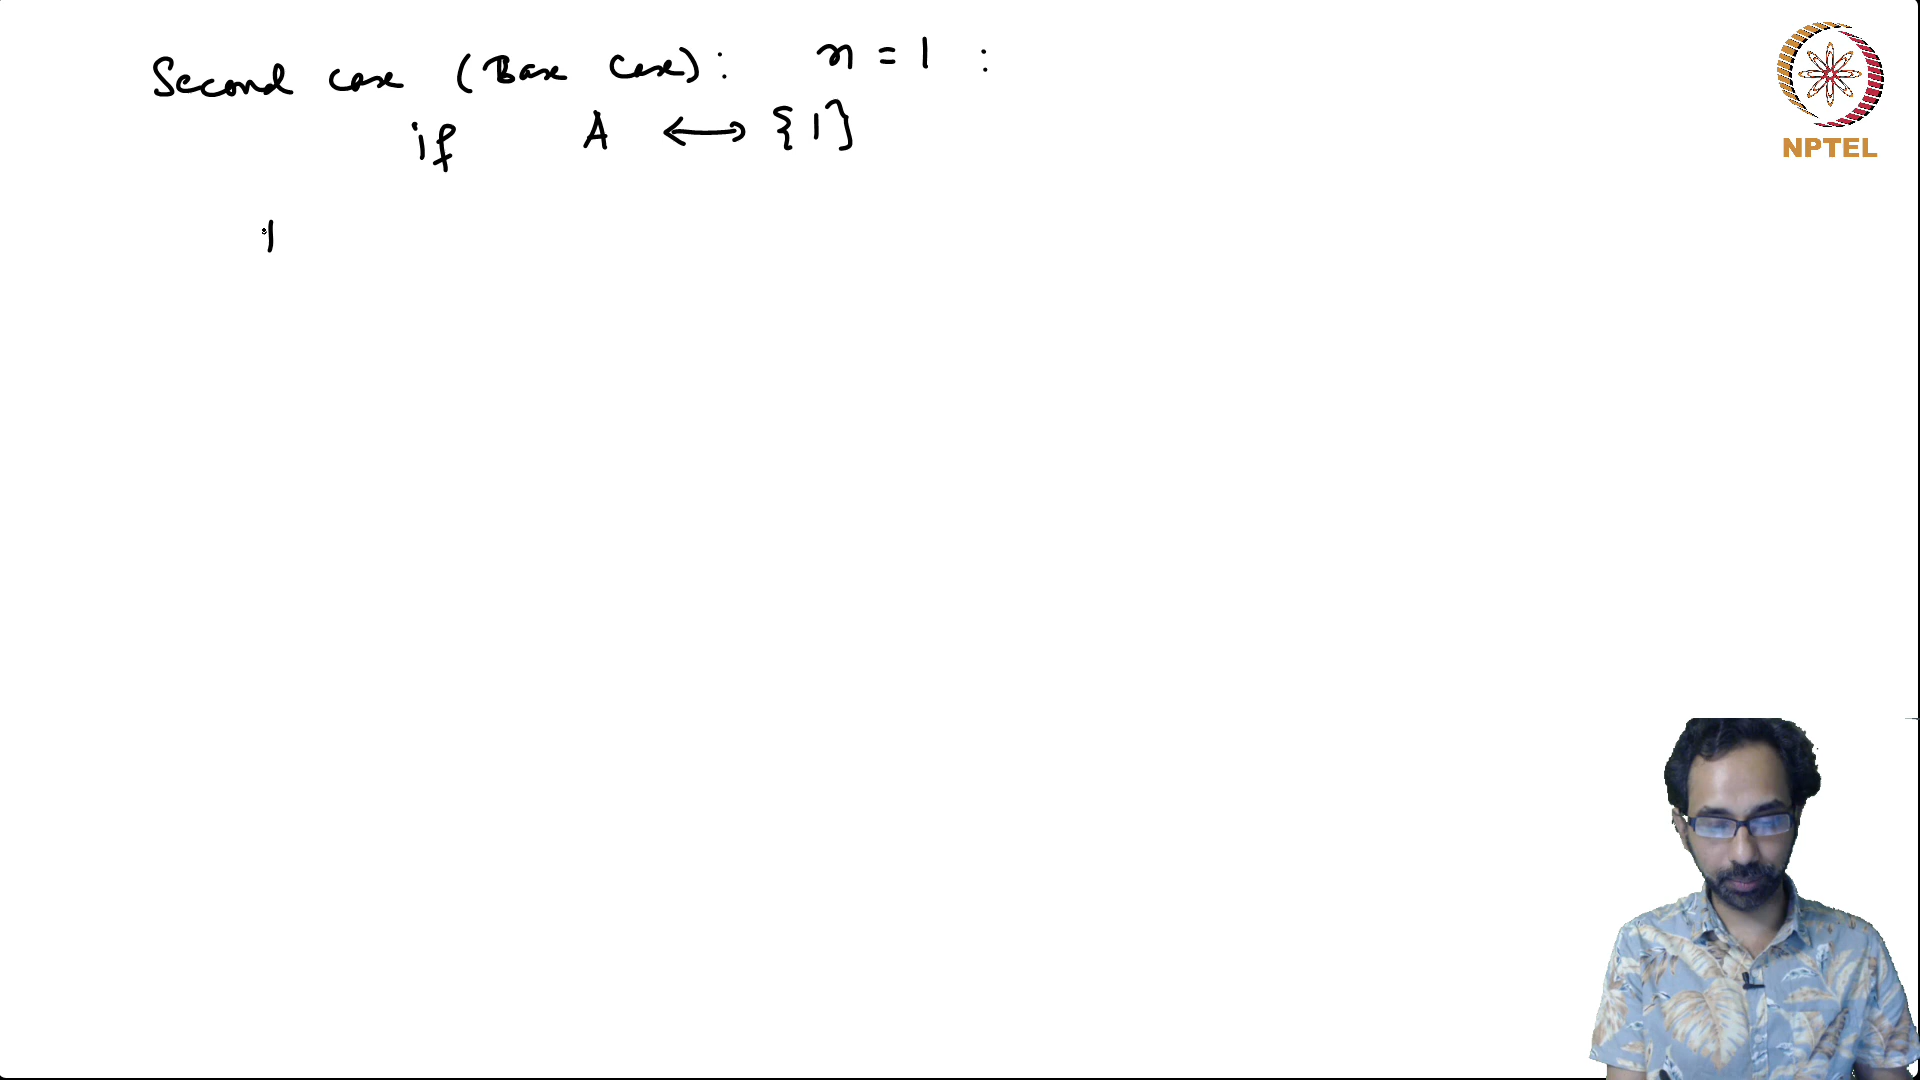 Second case (Base case): n = 1 :
if A ⟷ {1}
NPTEL